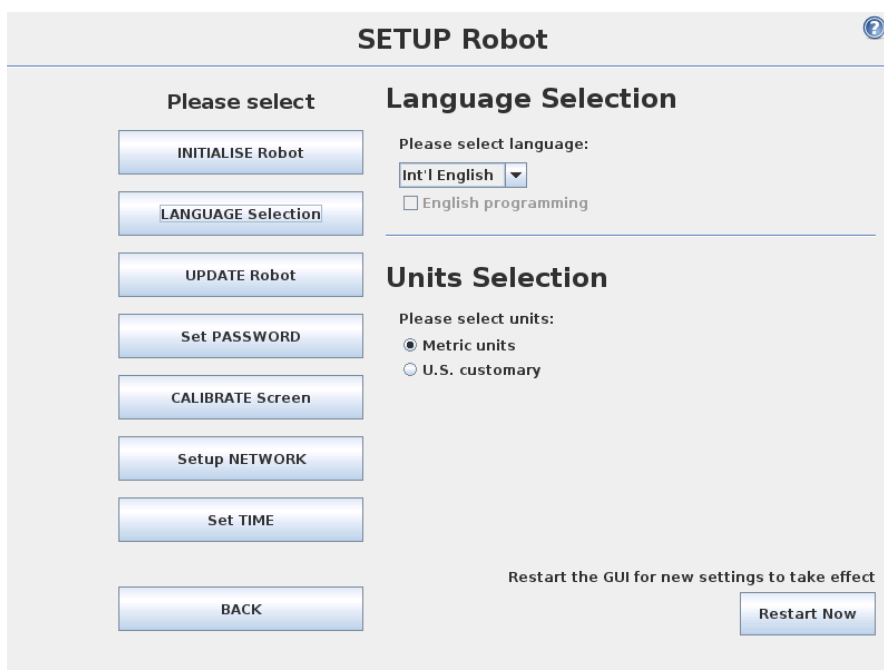 SETUP Robot
?
Please select
INITIALISE Robot
LANGUAGE Selection
UPDATE Robot
Set PASSWORD
CALIBRATE Screen
Setup NETWORK
Set TIME
BACK
Language Selection
Please select language:
Int'l English
English programming
Units Selection
Please select units:
Metric units
U.S. customary
Restart the GUI for new settings to take effect
Restart Now